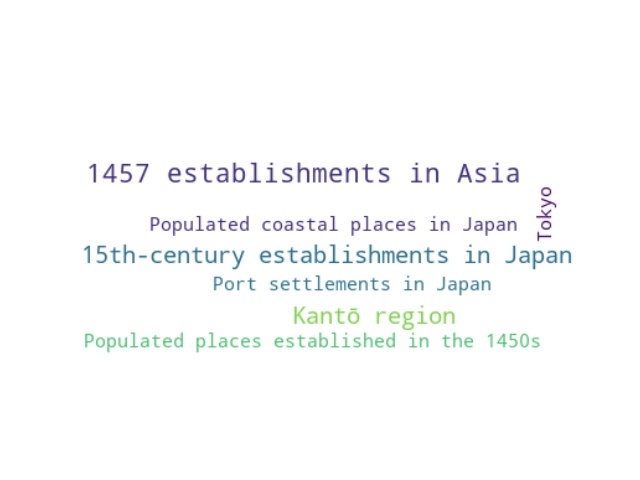 1457 establishments in Asia
Tokyo
Populated coastal places in Japan
15th-century establishments in Japan
Port settlements in Japan
Kantō region
Populated places established in the 1450s